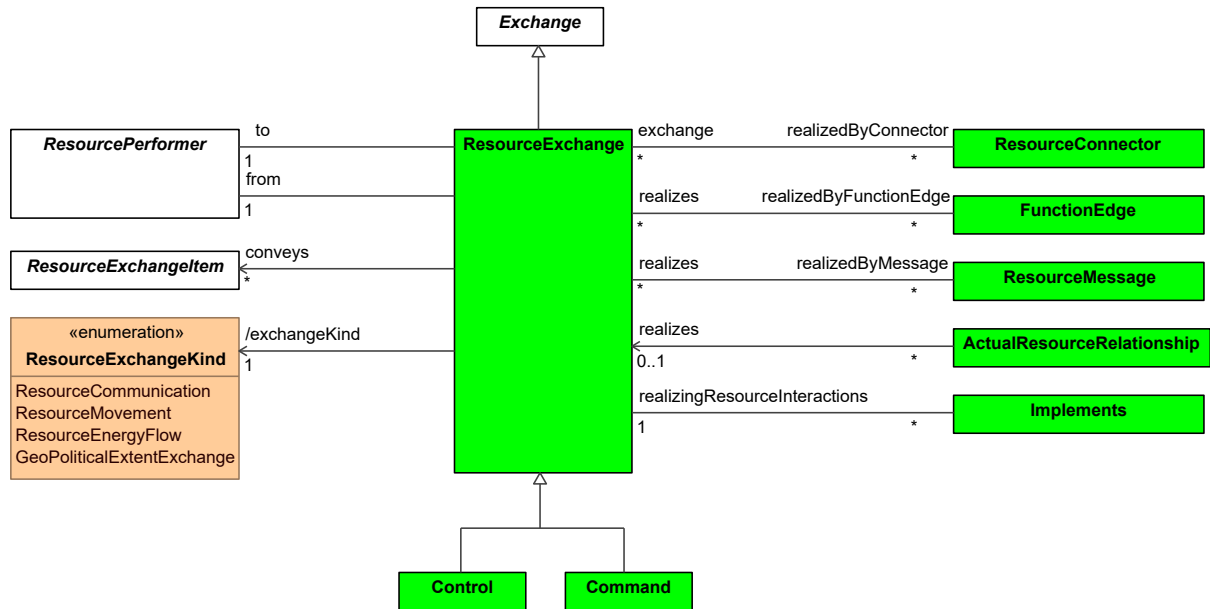 Exchange
ResourcePerformer
to
1
from
1
ResourceExchange
exchange
*
realizedByConnector
*
ResourceConnector
realizes
*
realizedByFunctionEdge
*
FunctionEdge
ResourceExchangeItem
conveys
*
realizes
*
realizedByMessage
*
ResourceMessage
«enumeration»
ResourceExchangeKind
ResourceCommunication
ResourceMovement
ResourceEnergyFlow
GeoPoliticalExtentExchange
/exchangeKind
1
realizes
0..1
*
ActualResourceRelationship
realizingResourceInteractions
1
*
Implements
Control
Command